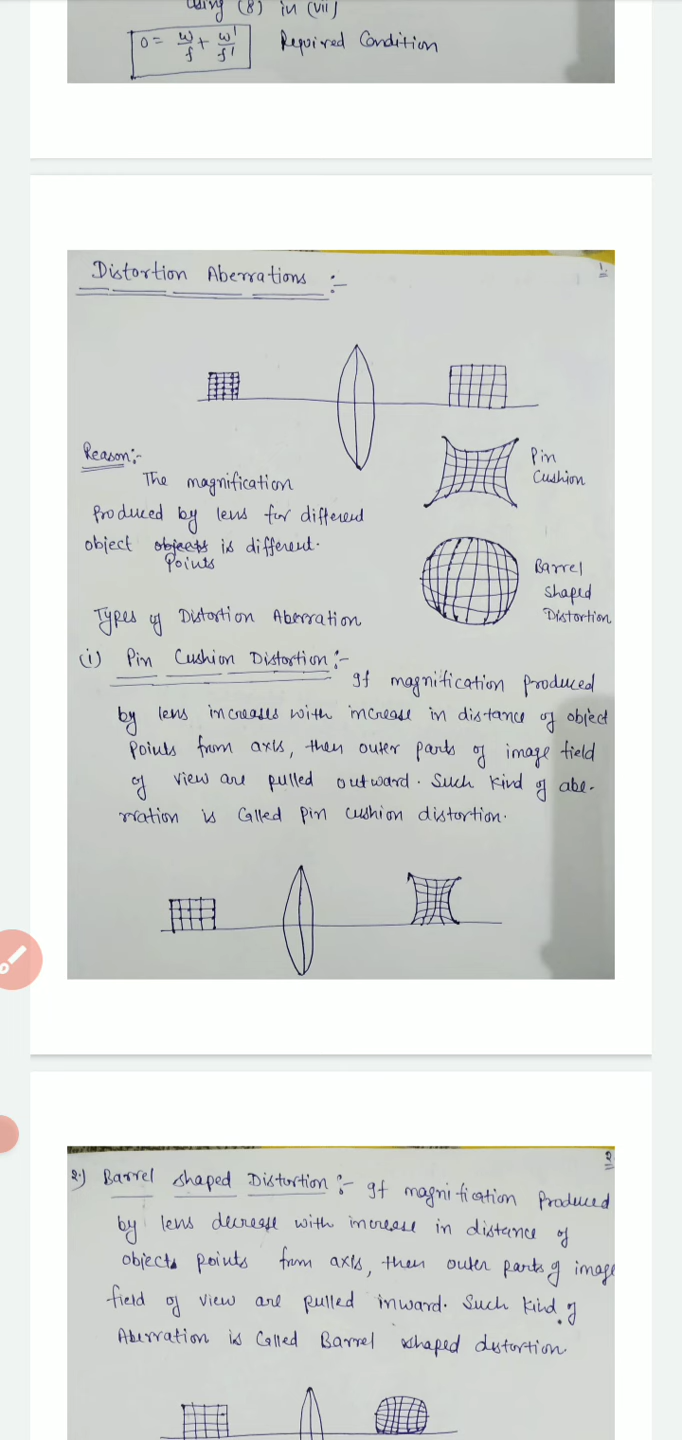 using (8) in (vii)
0 = w/f + w'/f' Required Condition
1.
Distortion Aberrations :-
Reason:-
The magnification
Produced by lens for different
object points is different.
Pin
Cushion
Barrel
shaped
Distortion
Types of Distortion Aberration
(i) Pin Cushion Distortion :-
If magnification produced
by lens increases with increase in distance of object
points from axis, then outer parts of image field
of view are pulled outward. Such kind of abe-
rration is Called Pin cushion distortion.
2
2.) Barrel shaped Distortion :- If magnification Produced
by lens decrease with increase in distance of
objects points from axis, then outer parts of image
field of view are pulled inward. Such kind of
Aberration is Called Barrel shaped distortion.